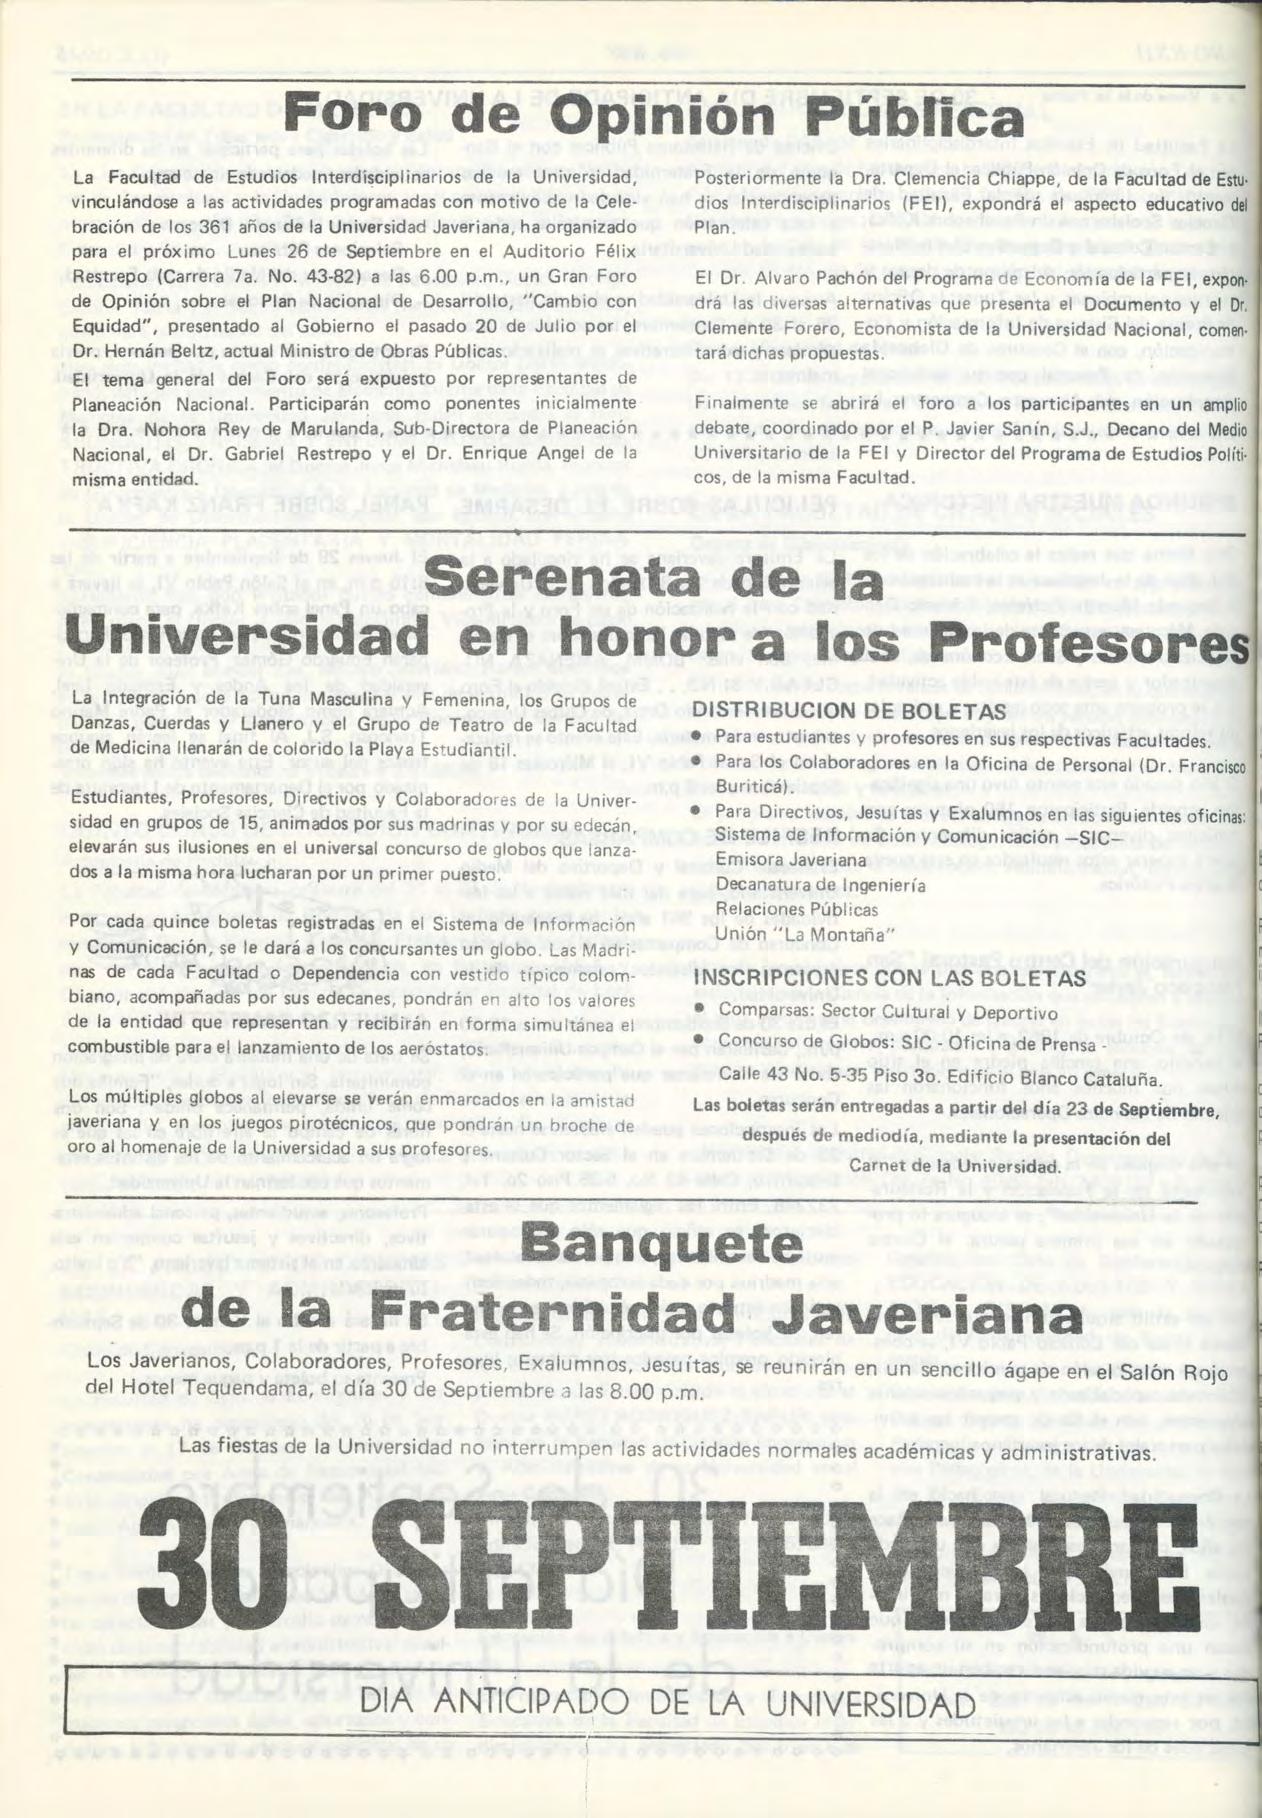 Foro de Opinión Pública
La Facultad de Estudios Interdisciplinarios de la Universidad,
vinculándose a las actividades programadas con motivo de la Cele-
bración de los 361 años de la Universidad Javeriana, ha organizado
para el próximo Lunes 26 de Septiembre en el Auditorio Félix
Restrepo (Carrera 7a. No. 43-82) a las 6.00 p.m., un Gran Foro
de Opinión sobre el Plan Nacional de Desarrollo, "Cambio con
Equidad", presentado al Gobierno el pasado 20 de Julio por el
Dr. Hernán Beltz, actual Ministro de Obras Públicas.
El tema general del Foro será expuesto por representantes de
Planeación Nacional. Participarán como ponentes inicialmente
la Dra. Nohora Rey de Marulanda, Sub-Directora de Planeación
Nacional, el Dr. Gabriel Restrepo y el Dr. Enrique Angel de la
misma entidad.
Posteriormente la Dra. Clemencia Chiappe, de la Facultad de Estu-
dios Interdisciplinarios (FEI), expondrá el aspecto educativo del
Plan.
El Dr. Alvaro Pachón del Programa de Economía de la FEI, expon-
drá las diversas alternativas que presenta el Documento y el Dr.
Clemente Forero, Economista de la Universidad Nacional, comen-
tará dichas propuestas.
Finalmente se abrirá el foro a los participantes en un amplio
debate, coordinado por el P. Javier Sanín, S.J., Decano del Medio
Universitario de la FEI y Director del Programa de Estudios Políti-
cos, de la misma Facultad.
Serenata de la
Universidad en honor a los Profesores
La Integración de la Tuna Masculina y Femenina, los Grupos de
Danzas, Cuerdas y Llanero y el Grupo de Teatro de la Facultad
de Medicina llenarán de colorido la Playa Estudiantil.
Estudiantes, Profesores, Directivos y Colaboradores de la Univer-
sidad en grupos de 15, animados por sus madrinas y por su edecán,
elevarán sus ilusiones en el universal concurso de globos que lanza-
dos a la misma hora lucharan por un primer puesto.
Por cada quince boletas registradas en el Sistema de Información
y Comunicación, se le dará a los concursantes un globo. Las Madri-
nas de cada Facultad o Dependencia con vestido típico colom-
biano, acompañadas por sus edecanes, pondrán en alto los valores
de la entidad que representan y recibirán en forma simultánea el
combustible para el lanzamiento de los aeróstatos.
Los múltiples globos al elevarse se verán enmarcados en la amistad
javeriana y en los juegos pirotécnicos, que pondrán un broche de
oro al homenaje de la Universidad a sus profesores.
DISTRIBUCION DE BOLETAS
● Para estudiantes y profesores en sus respectivas Facultades.
● Para los Colaboradores en la Oficina de Personal (Dr. Francisco
Buriticá).
● Para Directivos, Jesuítas y Exalumnos en las siguientes oficinas:
Sistema de Información y Comunicación —SIC—
Emisora Javeriana
Decanatura de Ingeniería
Relaciones Públicas
Unión "La Montaña"
INSCRIPCIONES CON LAS BOLETAS
● Comparsas: Sector Cultural y Deportivo
● Concurso de Globos: SIC - Oficina de Prensa -
Calle 43 No. 5-35 Piso 3o. Edificio Blanco Cataluña.
Las boletas serán entregadas a partir del día 23 de Septiembre,
después de mediodía, mediante la presentación del
Carnet de la Universidad.
Banquete
de la Fraternidad Javeriana
Los Javerianos, Colaboradores, Profesores, Exalumnos, Jesuítas, se reunirán en un sencillo ágape en el Salón Rojo
del Hotel Tequendama, el día 30 de Septiembre a las 8.00 p.m.
Las fiestas de la Universidad no interrumpen las actividades normales académicas y administrativas.
30 SEPTIEMBRE
DIA ANTICIPADO DE LA UNIVERSIDAD